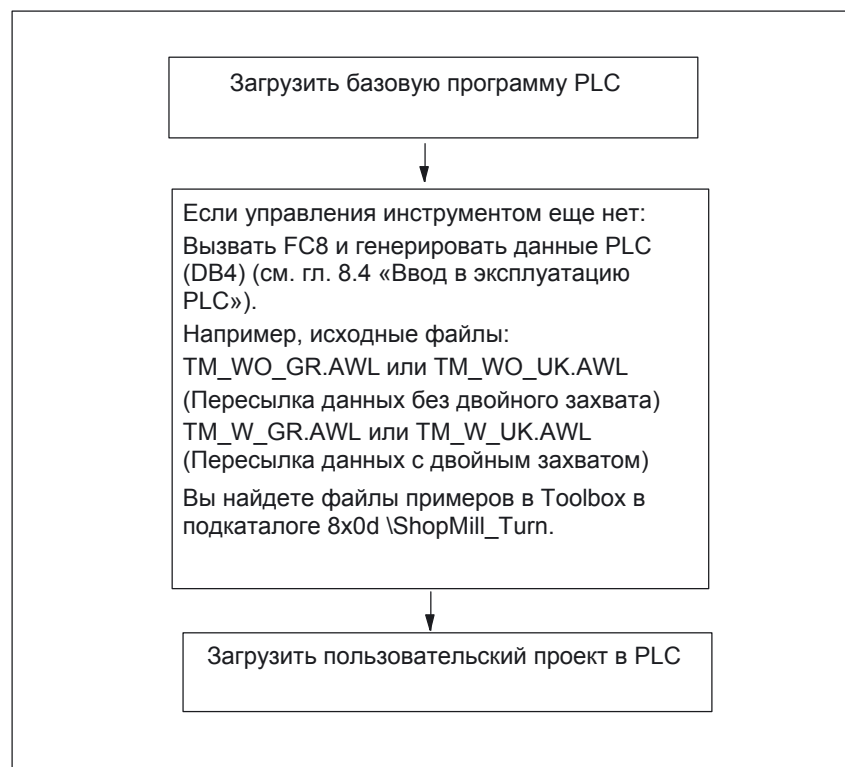 Загрузить базовую программу PLC
Если управления инструментом еще нет:
Вызвать FC8 и генерировать данные PLC
(DB4) (см. гл. 8.4 «Ввод в эксплуатацию
PLC»).
Например, исходные файлы:
TM_WO_GR.AWL или TM_WO_UK.AWL
(Пересылка данных без двойного захвата)
TM_W_GR.AWL или TM_W_UK.AWL
(Пересылка данных с двойным захватом)
Вы найдете файлы примеров в Toolbox в
подкаталоге 8x0d \ShopMill_Turn.
Загрузить пользовательский проект в PLC